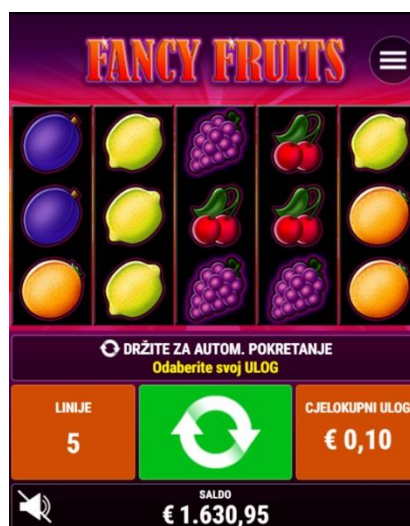 FANCY FRUITS
DRŽITE ZA AUTOM. POKRETANJE
Odaberite svoj ULOG
LINIJE
5
CJELOKUPNI ULOG
€ 0,10
SALDO
€ 1.630,95